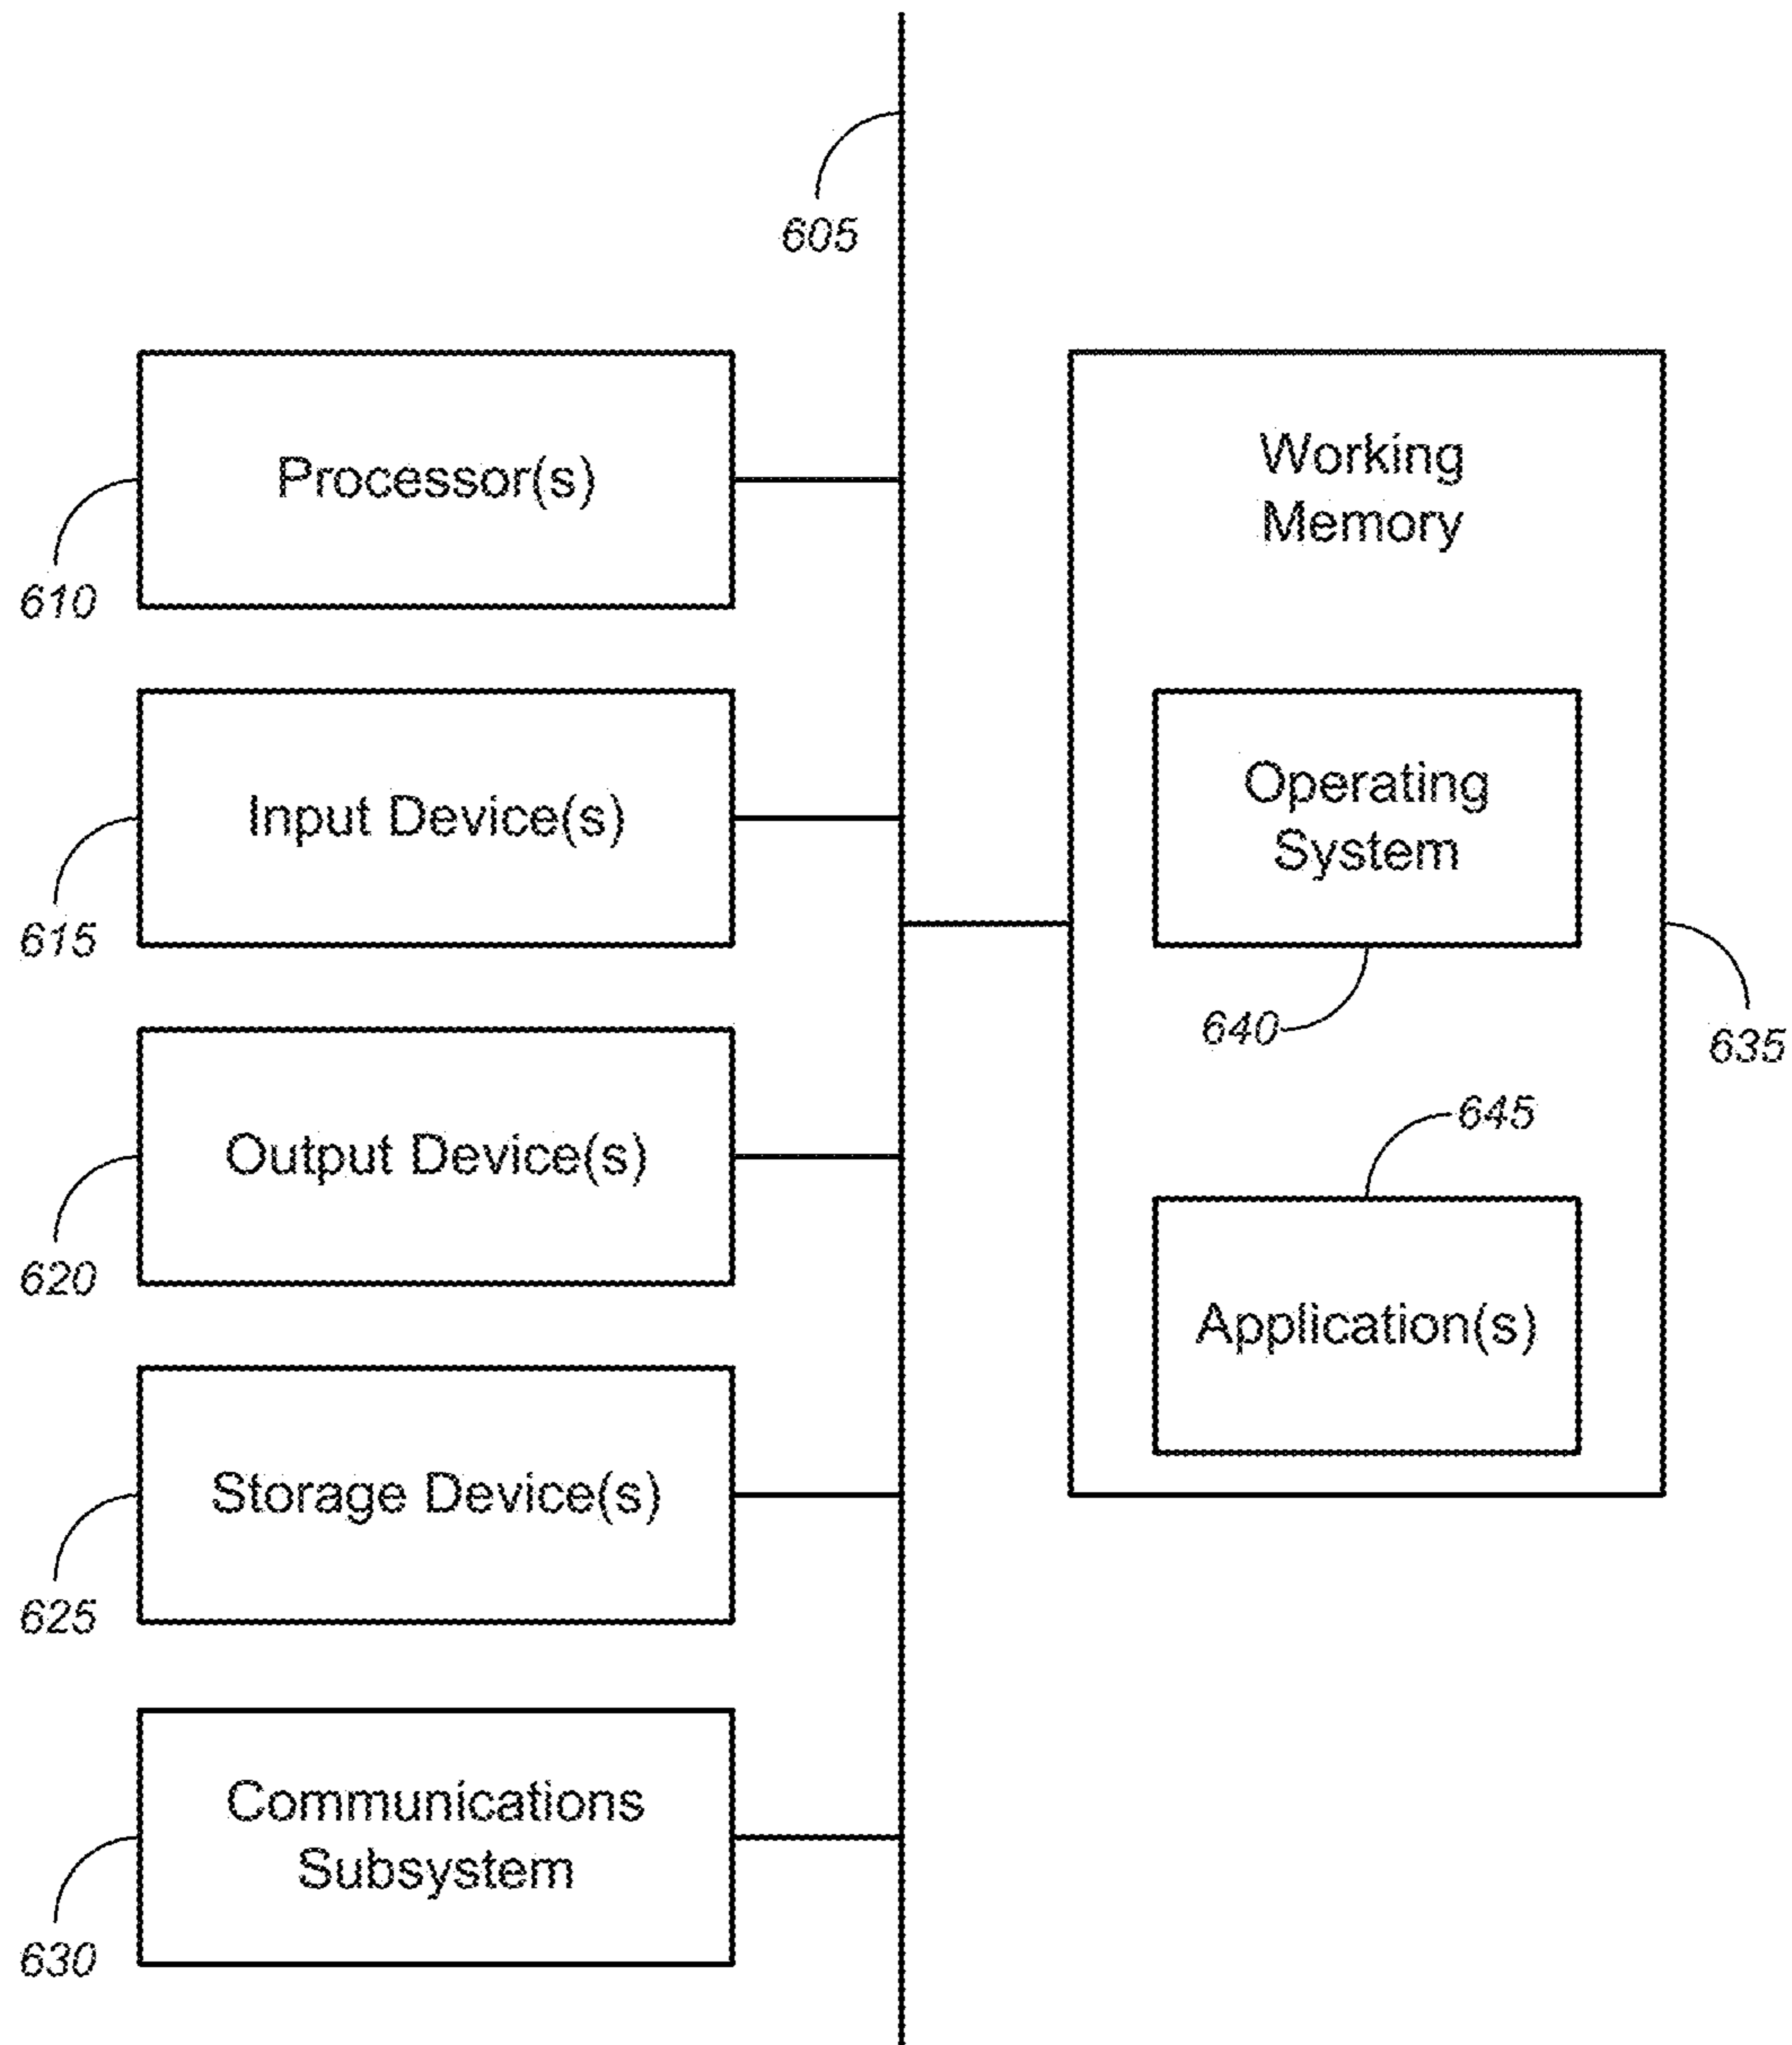 605
Processor(s)
610
Input Device(s)
615
Output Device(s)
620
Storage Device(s)
625
Communications
Subsystem
630
Working
Memory
Operating
System
640
635
645
Application(s)